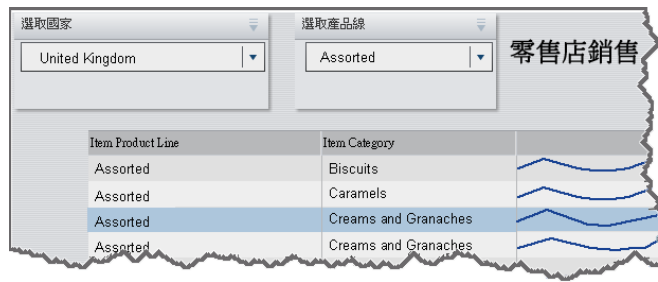 選取國家
選取產品線
United Kingdom
Assorted
零售店銷售
Item Product Line
Item Category
Assorted
Biscuits
Assorted
Caramels
Assorted
Creams and Granaches
Assorted
Creams and Granaches